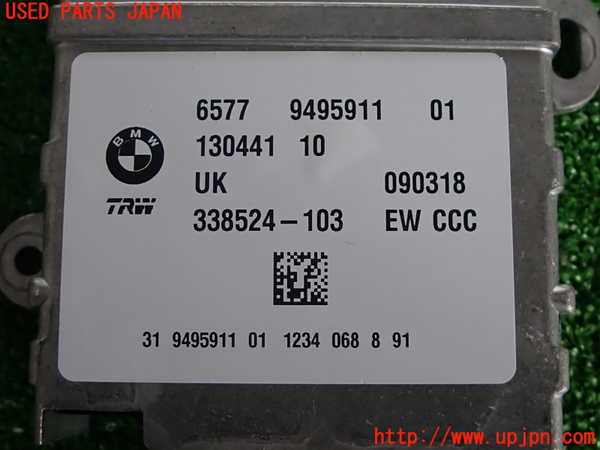 USED PARTS JAPAN
6577 9495911 01
130441 10
BMW
UK 090318
TRW
338524-103 EW CCC
31 9495911 01 1234 068 8 91
http://www.upjpn.com/